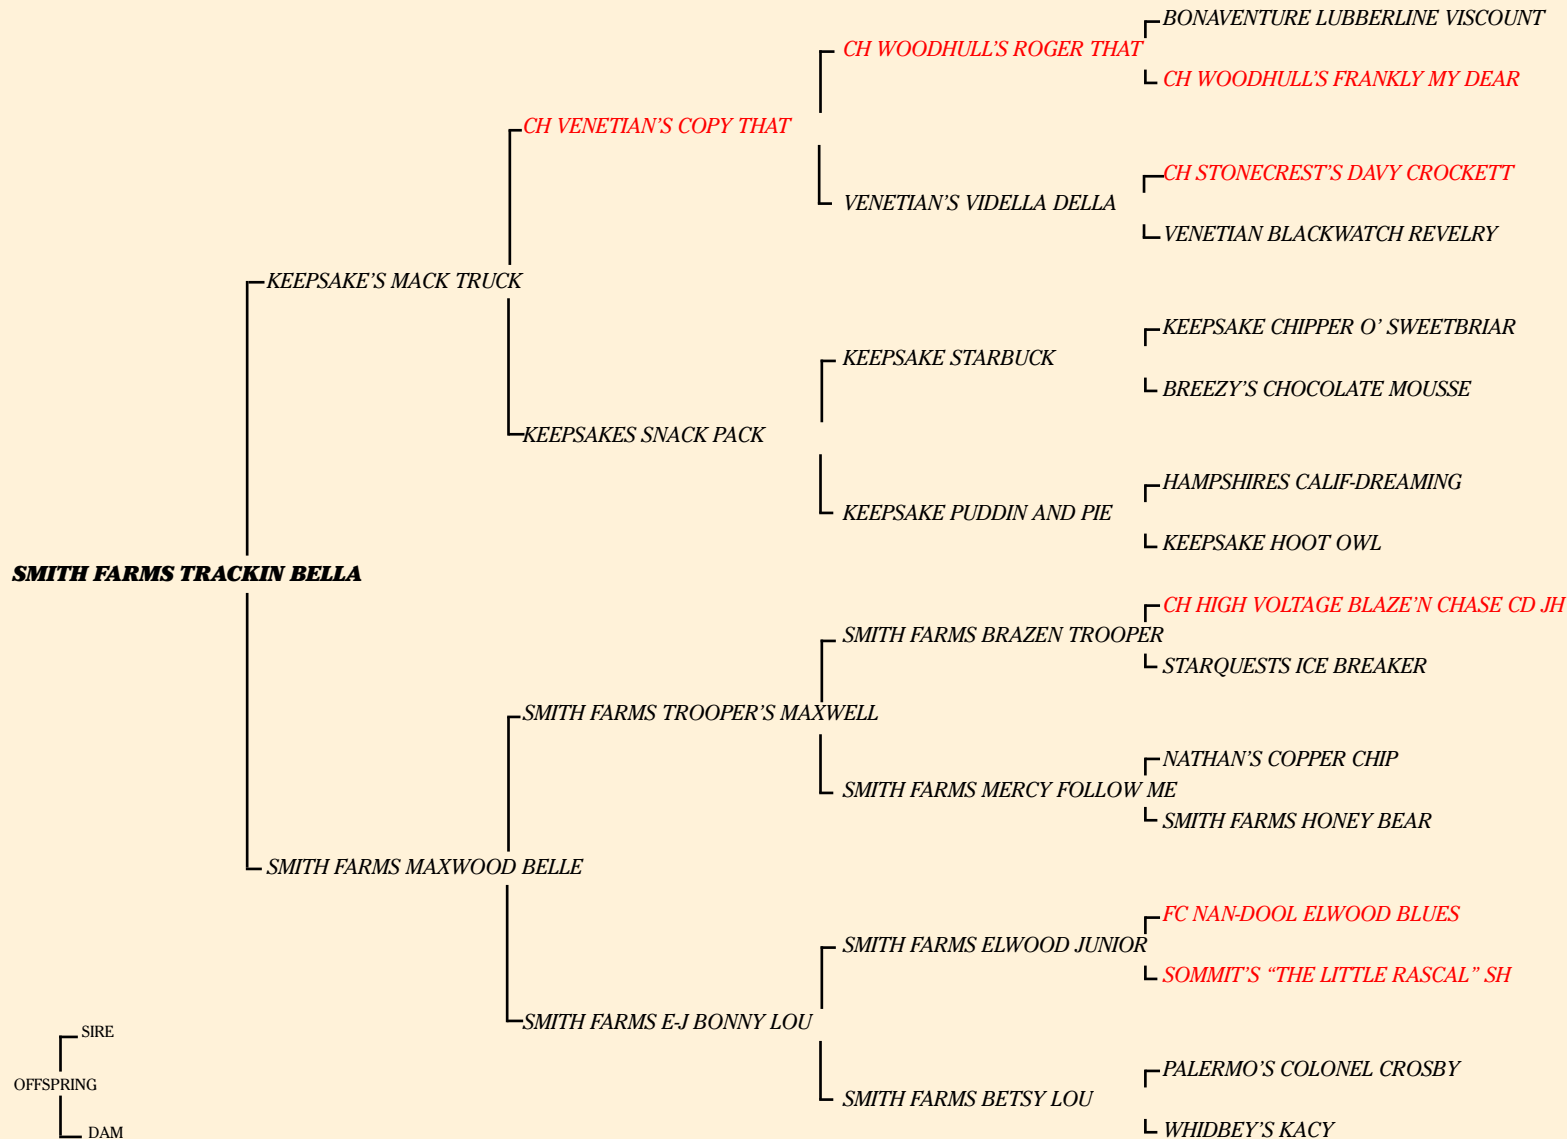 BONAVENTURE LUBBERLINE VISCOUNT
CH WOODHULL'S ROGER THAT
CH WOODHULL'S FRANKLY MY DEAR
CH VENETIAN'S COPY THAT
CH STONECREST'S DAVY CROCKETT
VENETIAN'S VIDELLA DELLA
VENETIAN BLACKWATCH REVELRY
KEEPSAKE'S MACK TRUCK
KEEPSAKE CHIPPER O' SWEETBRIAR
KEEPSAKE STARBUCK
BREEZY'S CHOCOLATE MOUSSE
KEEPSAKES SNACK PACK
HAMPSHIRES CALIF-DREAMING
KEEPSAKE PUDDIN AND PIE
KEEPSAKE HOOT OWL
SMITH FARMS TRACKIN BELLA
CH HIGH VOLTAGE BLAZE'N CHASE CD JH
SMITH FARMS BRAZEN TROOPER
STARQUESTS ICE BREAKER
SMITH FARMS TROOPER'S MAXWELL
NATHAN'S COPPER CHIP
SMITH FARMS MERCY FOLLOW ME
SMITH FARMS HONEY BEAR
SMITH FARMS MAXWOOD BELLE
FC NAN-DOOL ELWOOD BLUES
SMITH FARMS ELWOOD JUNIOR
SOMMIT'S “THE LITTLE RASCAL” SH
SMITH FARMS E-J BONNY LOU
PALERMO'S COLONEL CROSBY
SMITH FARMS BETSY LOU
WHIDBEY'S KACY
SIRE
OFFSPRING
DAM